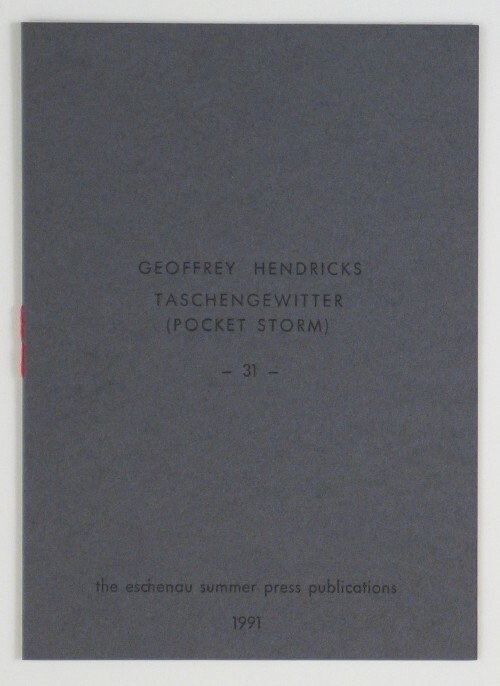 GEOFFREY HENDRICKS
TASCHENGEWITTER
(POCKET STORM)
– 31 –
the eschenau summer press publications
1991